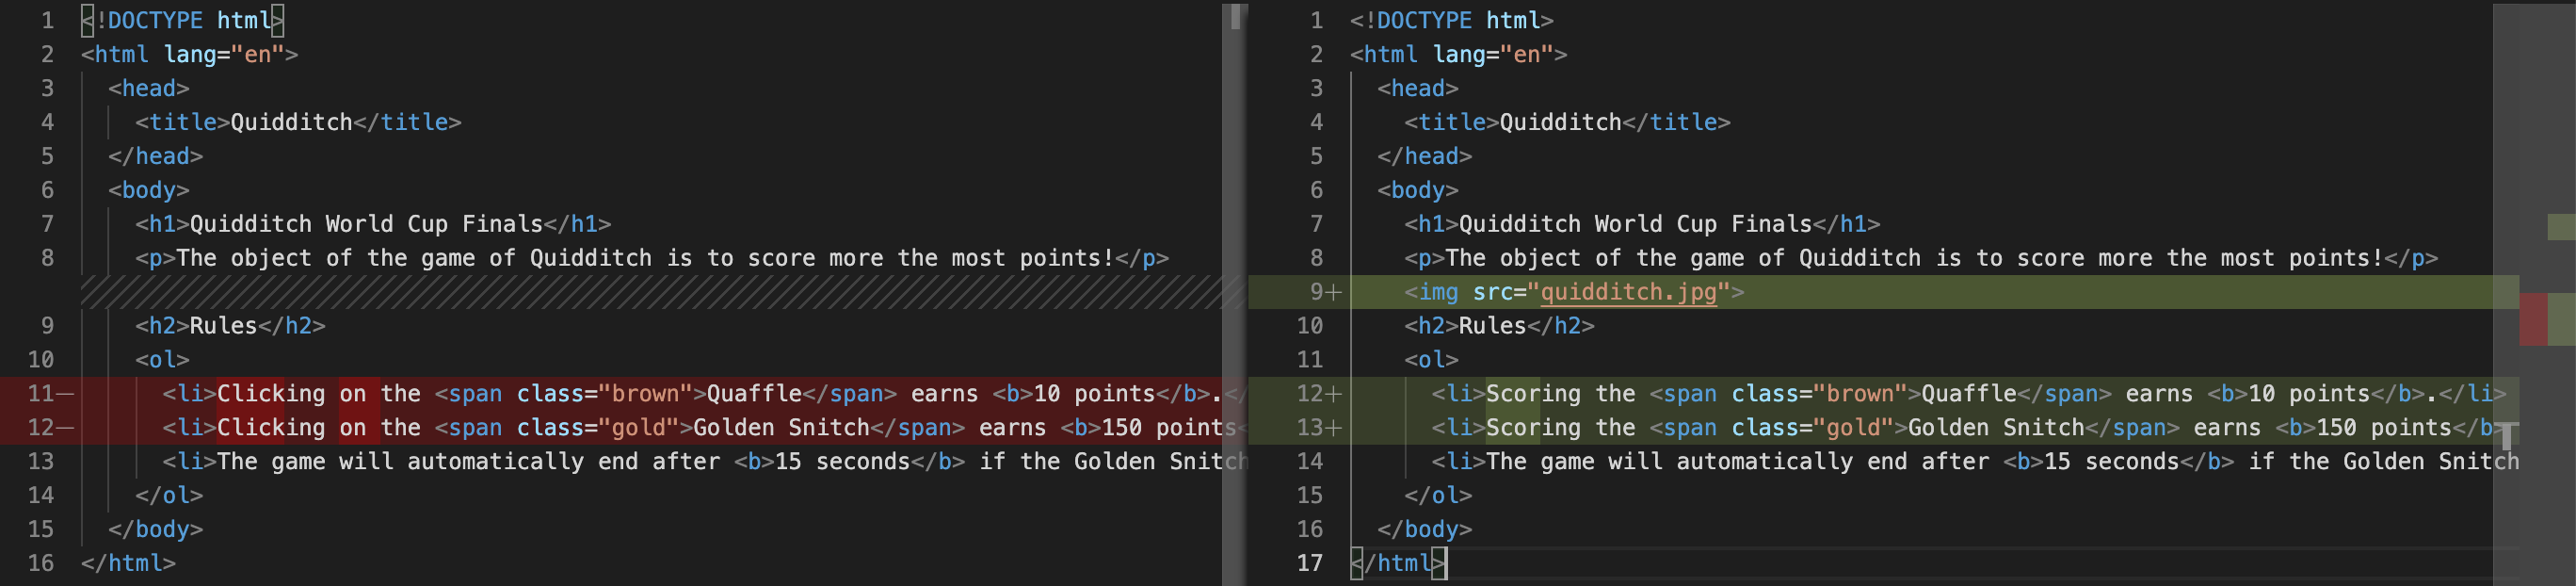 1 <!DOCTYPE html>
2 <html lang="en">
3 <head>
4 <title>Quidditch</title>
5 </head>
6 <body>
7 <h1>Quidditch World Cup Finals</h1>
8 <p>The object of the game of Quidditch is to score more the most points!</p>
9 <h2>Rules</h2>
10 <ol>
11— <li>Clicking on the <span class="brown">Quaffle</span> earns <b>10 points</b>.</
12— <li>Clicking on the <span class="gold">Golden Snitch</span> earns <b>150 points<
13 <li>The game will automatically end after <b>15 seconds</b> if the Golden Snitch
14 </ol>
15 </body>
16 </html>
1 <!DOCTYPE html>
2 <html lang="en">
3 <head>
4 <title>Quidditch</title>
5 </head>
6 <body>
7 <h1>Quidditch World Cup Finals</h1>
8 <p>The object of the game of Quidditch is to score more the most points!</p>
9+ <img src="quidditch.jpg">
10 <h2>Rules</h2>
11 <ol>
12+ <li>Scoring the <span class="brown">Quaffle</span> earns <b>10 points</b>.</li>
13+ <li>Scoring the <span class="gold">Golden Snitch</span> earns <b>150 points</b
14 <li>The game will automatically end after <b>15 seconds</b> if the Golden Snitch
15 </ol>
16 </body>
17 </html>